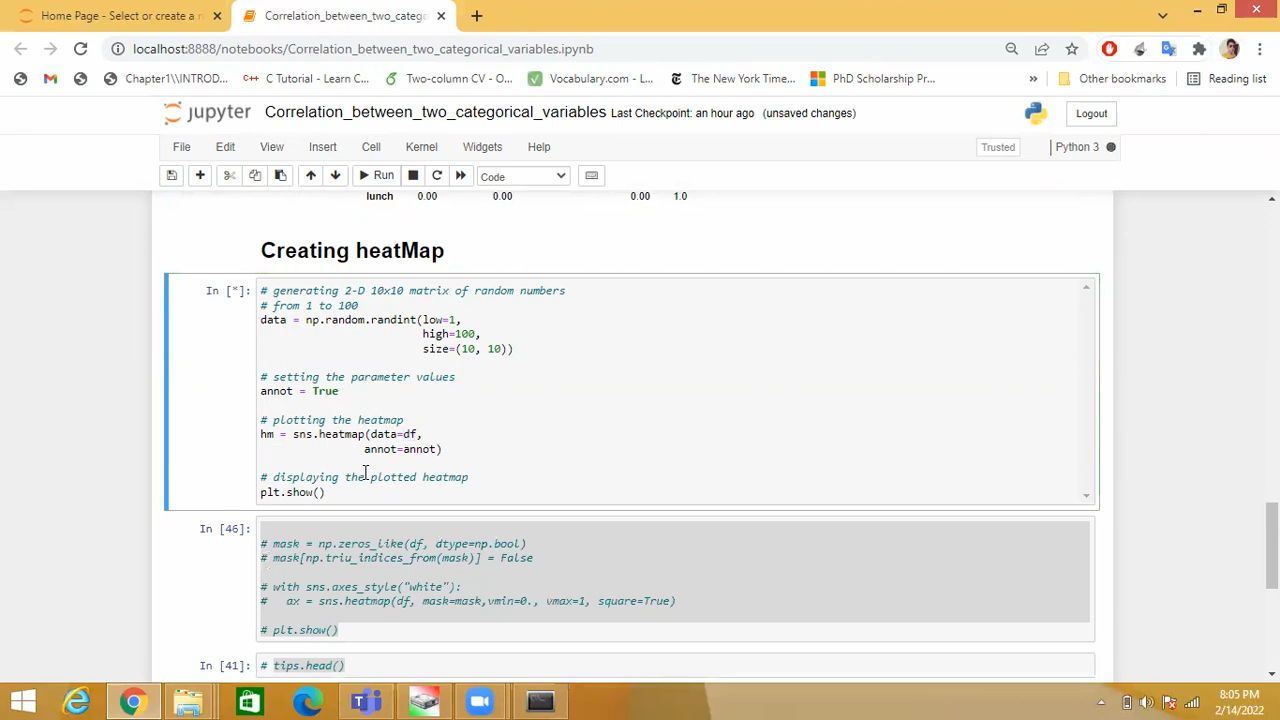 Home Page - Select or create a n
Correlation_between_two_catego
localhost:8888/notebooks/Correlation_between_two_categorical_variables.ipynb
Chapter1\\INTROD...
C++ C Tutorial - Learn C...
Two-column CV - O...
Vocabulary.com - L...
The New York Time...
PhD Scholarship Pr...
»
Other bookmarks
Reading list
jupyter Correlation_between_two_categorical_variables Last Checkpoint: an hour ago (unsaved changes)
Logout
File Edit View Insert Cell Kernel Widgets Help
Trusted
Python 3
Run
Code
lunch 0.00 0.00 0.00 1.0
Creating heatMap
In [*]:
# generating 2-D 10x10 matrix of random numbers
# from 1 to 100
data = np.random.randint(low=1,
high=100,
size=(10, 10))
# setting the parameter values
annot = True
# plotting the heatmap
hm = sns.heatmap(data=df,
annot=annot)
# displaying the plotted heatmap
plt.show()
In [46]:
# mask = np.zeros_like(df, dtype=np.bool)
# mask[np.triu_indices_from(mask)] = False
# with sns.axes_style("white"):
# ax = sns.heatmap(df, mask=mask,vmin=0., vmax=1, square=True)
# plt.show()
In [41]:
# tips.head()
8:05 PM
2/14/2022